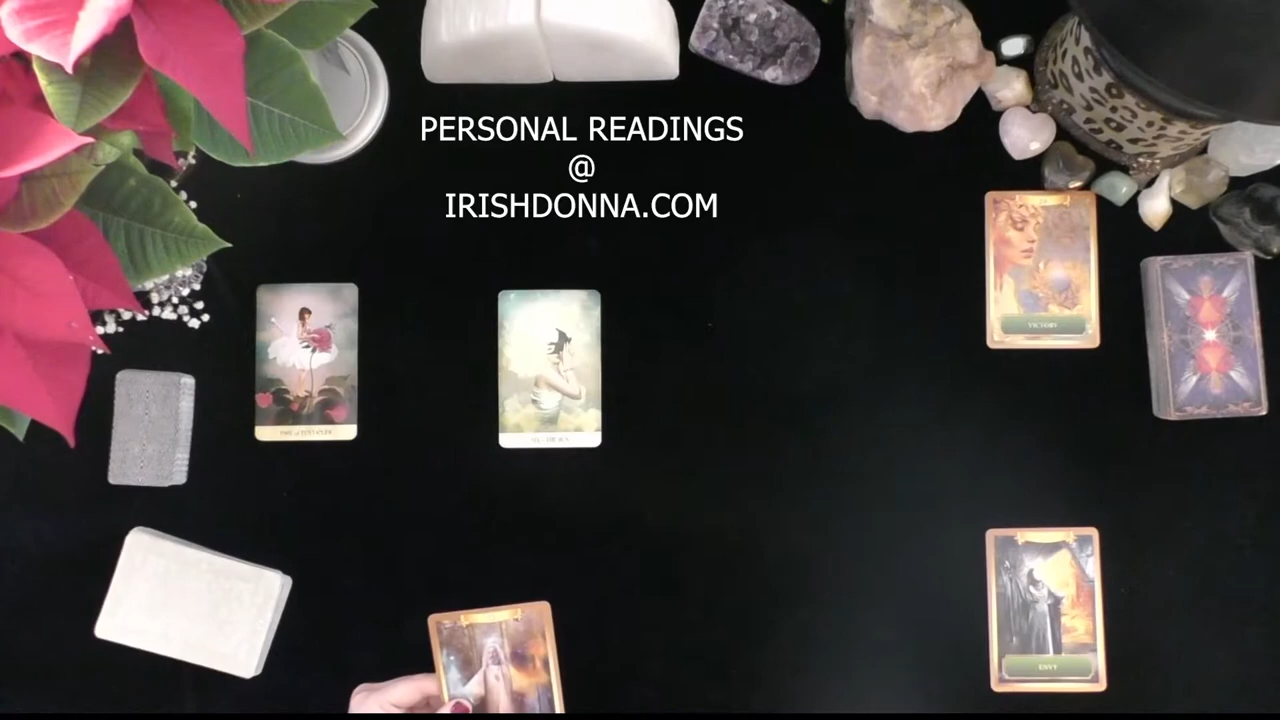 PERSONAL READINGS
@
IRISHDONNA.COM
VICTORY
ENVY